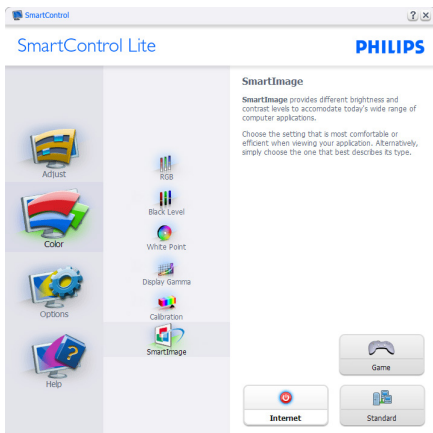 SmartControl
SmartControl Lite
PHILIPS
Adjust
Color
Options
Help
RGB
Black Level
White Point
Display Gamma
Calibration
SmartImage
SmartImage
SmartImage provides different brightness and
contrast levels to accomodate today's wide range of
computer applications.
Choose the setting that is most comfortable or
efficient when viewing your application. Alternatively,
simply choose the one that best describes its type.
Game
Internet
Standard